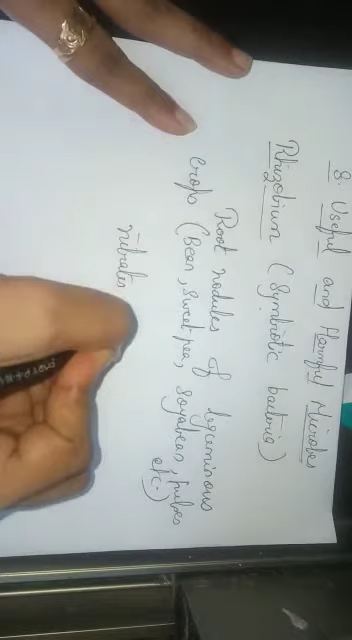 8. Useful and Harmful Microbes
Rhizobium (Symbiotic bacteria)
Root nodules of leguminous
crops (Bean, Sweet pea, Soyabean, pulses
etc.)
nitrates